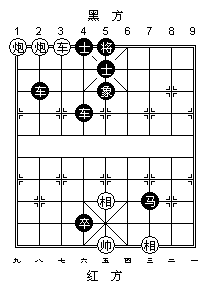 黑 方
1 2 3 4 5 6 7 8 9
炮 炮 车 士 将
士
车 象
车
相 马
卒
帅 相
九 八 七 六 五 四 三 二 一
红 方